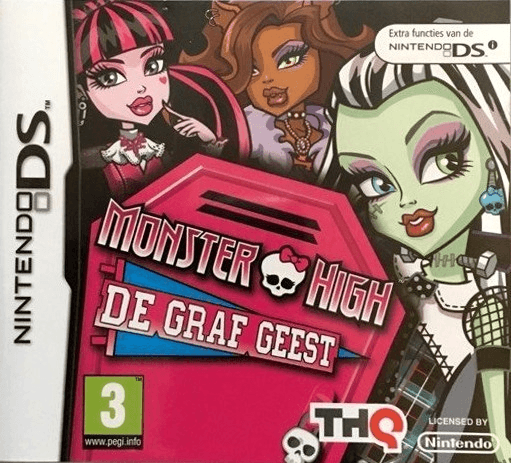 NINTENDO DS™
Extra functies van de
NINTENDO DSi
MONSTER HIGH
DE GRAF GEEST
3
www.pegi.info
THQ
LICENSED BY
Nintendo